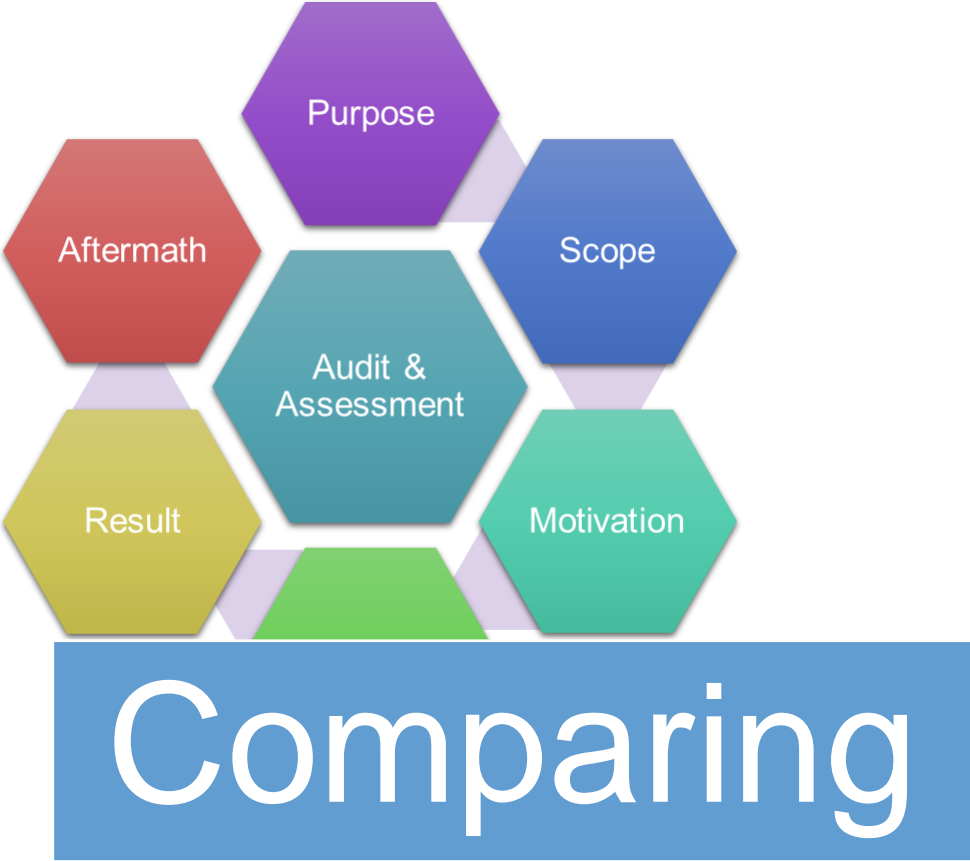 Purpose
Aftermath
Scope
Audit &
Assessment
Result
Motivation
Comparing